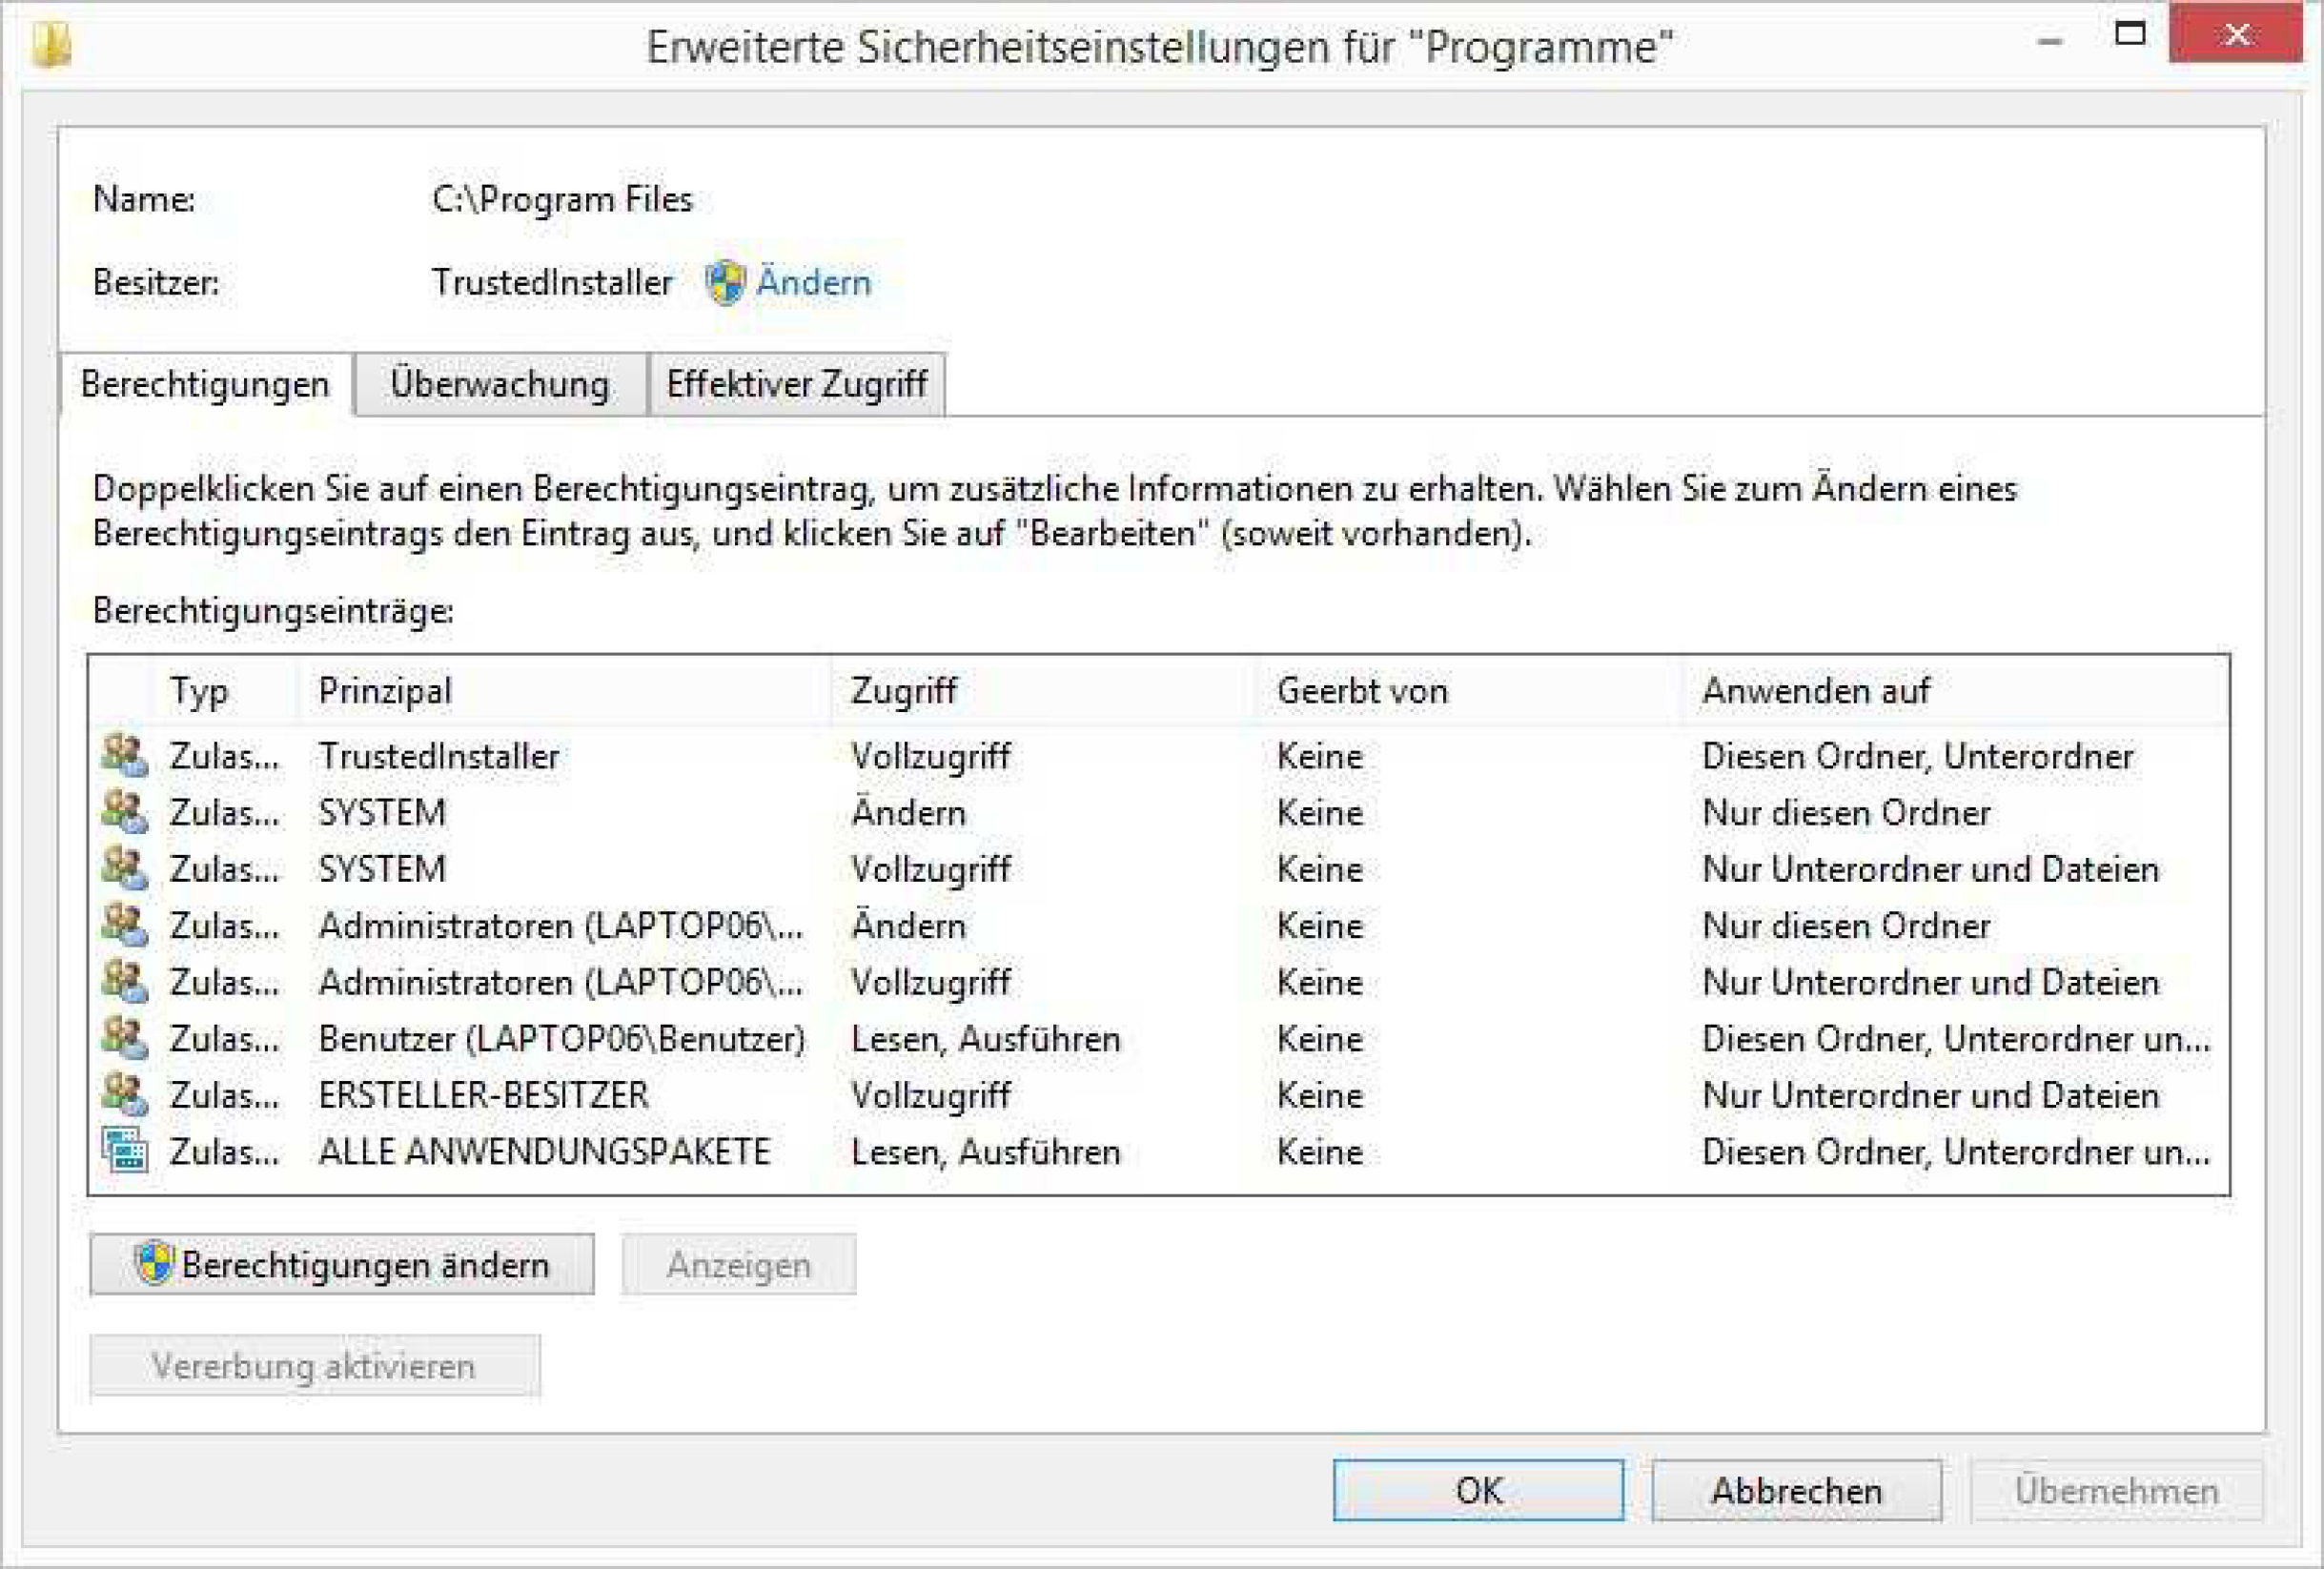 Erweiterte Sicherheitseinstellungen für "Programme"
Name: C:\Program Files
Besitzer: TrustedInstaller Ändern
Berechtigungen Überwachung Effektiver Zugriff
Doppelklicken Sie auf einen Berechtigungseintrag, um zusätzliche Informationen zu erhalten. Wählen Sie zum Ändern eines
Berechtigungseintrags den Eintrag aus, und klicken Sie auf "Bearbeiten" (soweit vorhanden).
Berechtigungseinträge:
Typ Prinzipal Zugriff Geerbt von Anwenden auf
Zulas... TrustedInstaller Vollzugriff Keine Diesen Ordner, Unterordner
Zulas... SYSTEM Ändern Keine Nur diesen Ordner
Zulas... SYSTEM Vollzugriff Keine Nur Unterordner und Dateien
Zulas... Administratoren (LAPTOP06\... Ändern Keine Nur diesen Ordner
Zulas... Administratoren (LAPTOP06\... Vollzugriff Keine Nur Unterordner und Dateien
Zulas... Benutzer (LAPTOP06\Benutzer) Lesen, Ausführen Keine Diesen Ordner, Unterordner un...
Zulas... ERSTELLER-BESITZER Vollzugriff Keine Nur Unterordner und Dateien
Zulas... ALLE ANWENDUNGSPAKETE Lesen, Ausführen Keine Diesen Ordner, Unterordner un...
Berechtigungen ändern Anzeigen
Vererbung aktivieren
OK Abbrechen Übernehmen